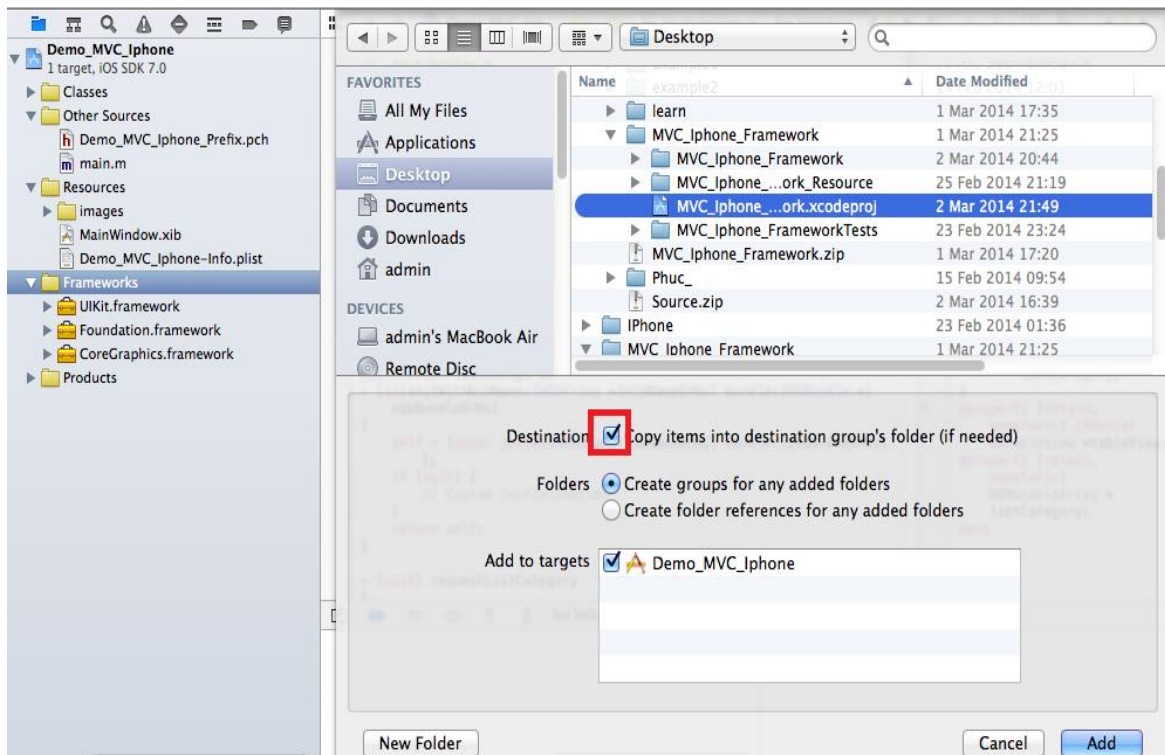 Demo_MVC_Iphone
1 target, iOS SDK 7.0
Classes
Other Sources
Demo_MVC_Iphone_Prefix.pch
main.m
Resources
images
MainWindow.xib
Demo_MVC_Iphone-Info.plist
Frameworks
UIKit.framework
Foundation.framework
CoreGraphics.framework
Products
Desktop
FAVORITES
All My Files
Applications
Desktop
Documents
Downloads
admin
DEVICES
admin's MacBook Air
Remote Disc
Name Date Modified
example2
learn 1 Mar 2014 17:35
MVC_Iphone_Framework 1 Mar 2014 21:25
MVC_Iphone_Framework 2 Mar 2014 20:44
MVC_Iphone_...ork_Resource 25 Feb 2014 21:19
MVC_Iphone_...ork.xcodeproj 2 Mar 2014 21:49
MVC_Iphone_FrameworkTests 23 Feb 2014 23:24
MVC_Iphone_Framework.zip 1 Mar 2014 17:20
Phuc_ 15 Feb 2014 09:54
Source.zip 2 Mar 2014 16:39
IPhone 23 Feb 2014 01:36
MVC_Iphone_Framework 1 Mar 2014 21:25
Destination Copy items into destination group's folder (if needed)
Folders Create groups for any added folders
Create folder references for any added folders
Add to targets Demo_MVC_Iphone
New Folder Cancel Add